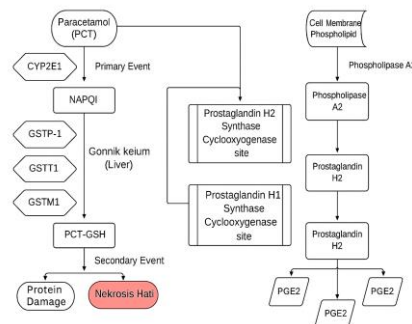 Paracetamol
(PCT)
CYP2E1
Primary Event
NAPQI
GSTP-1
Gonnik keium
(Liver)
GSTT1
GSTM1
PCT-GSH
Secondary Event
Protein
Damage
Nekrosis Hati
Prostaglandin H2
Synthase
Cyclooxyogenase
site
Prostaglandin H1
Synthase
Cyclooxygenase
site
Cell Membrane
Phospholipid
Phospholipase A2
Phospholipase
A2
Prostaglandin
H2
Prostaglandin
H2
PGE2
PGE2
PGE2